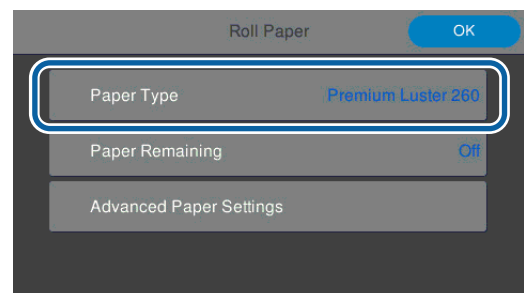 Roll Paper OK
Paper Type Premium Luster 260
Paper Remaining Off
Advanced Paper Settings